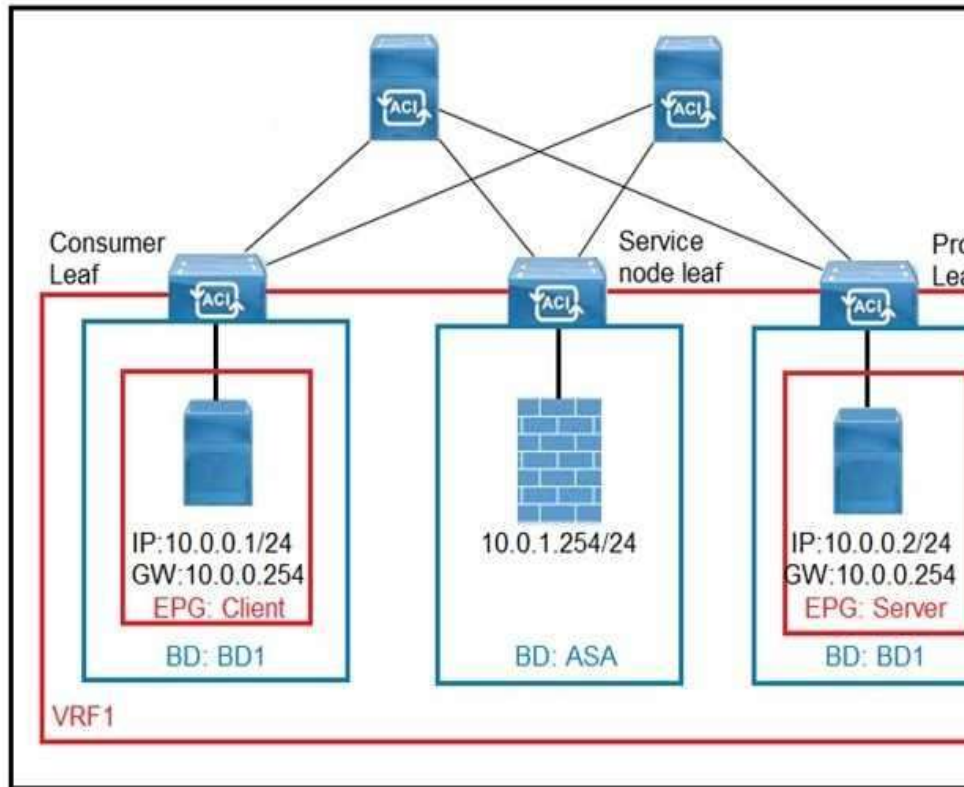 ACI
ACI
Consumer
Leaf
Service
node leaf
ACI
ACI
ACI
IP:10.0.0.1/24
GW:10.0.0.254
EPG: Client
BD: BD1
10.0.1.254/24
BD: ASA
IP:10.0.0.2/24
GW:10.0.0.254
EPG: Server
BD: BD1
VRF1